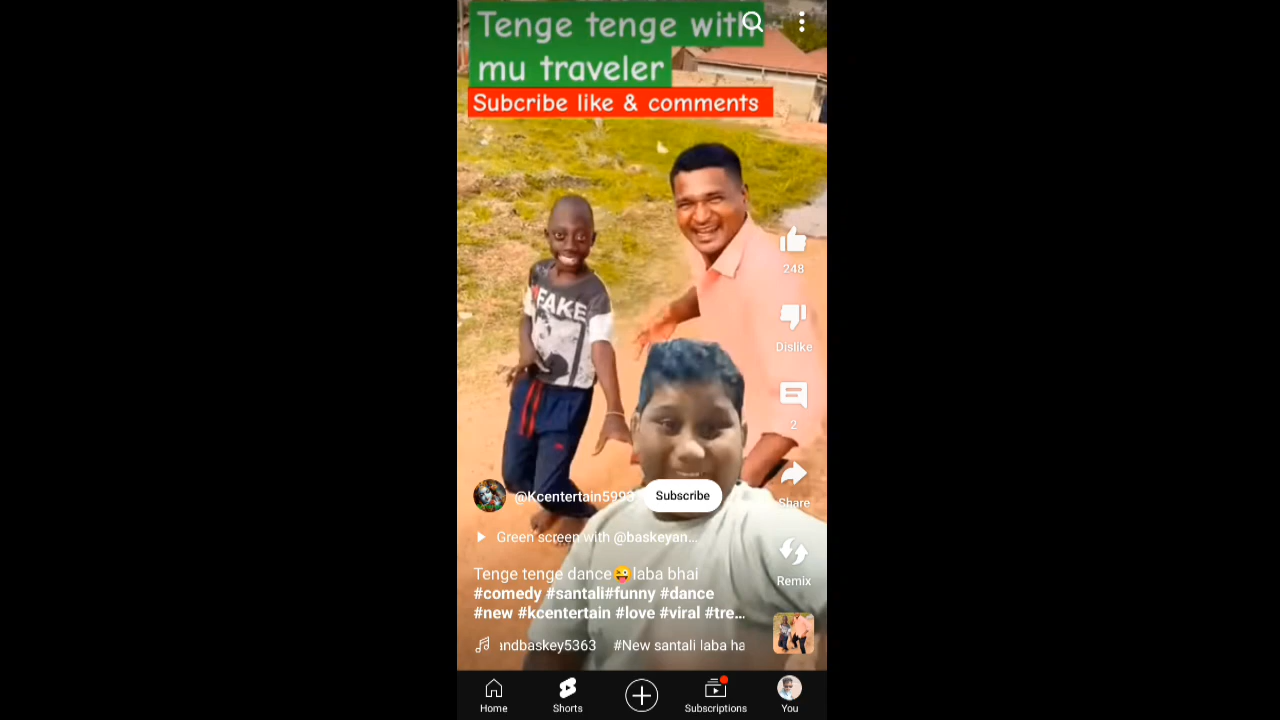 Tenge tenge with
mu traveler
Subcribe like & comments
FAKE
248
Dislike
2
@Kcentertain5993
Subscribe
Share
Green screen with @baskeyan...
Tenge tenge dance😜laba bhai
#comedy #santali#funny #dance
#new #kcentertain #love #viral #tre...
Remix
andbaskey5363 #New santali laba ha
Home
Shorts
Subscriptions
You